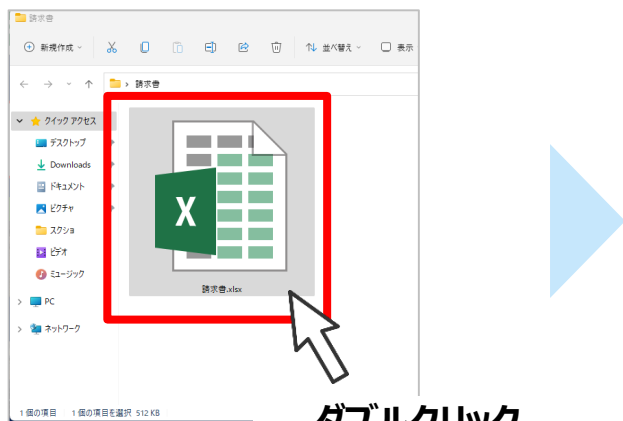 請求書
新規作成
並べ替え
表示
請求書
クイック アクセス
デスクトップ
Downloads
ドキュメント
ピクチャ
スクショ
ビデオ
ミュージック
PC
ネットワーク
X
請求書.xlsx
1 個の項目 1 個の項目を選択 512 KB
ダブルクリック